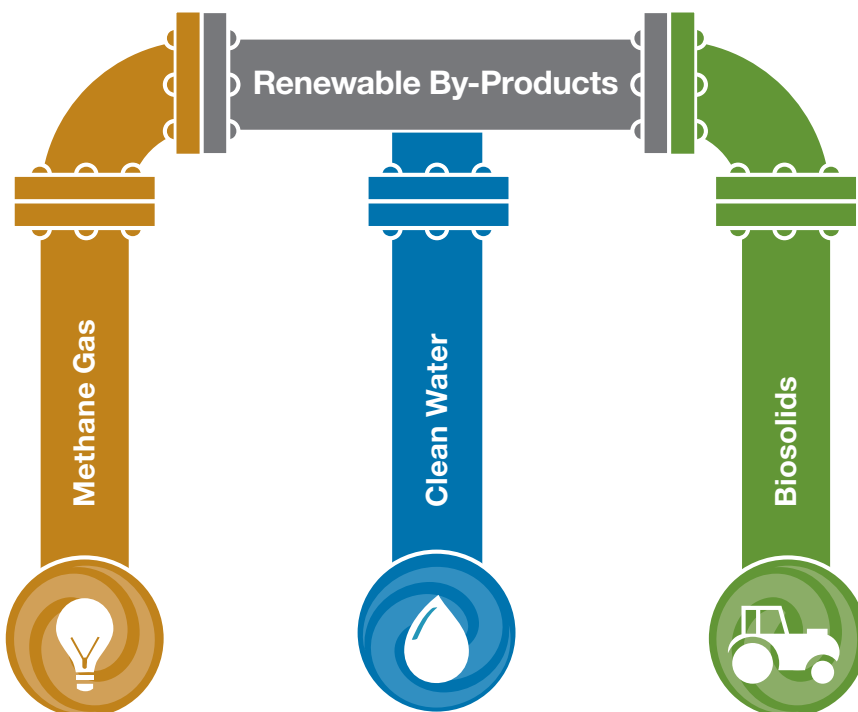 Renewable By-Products
Methane Gas
Clean Water
Biosolids